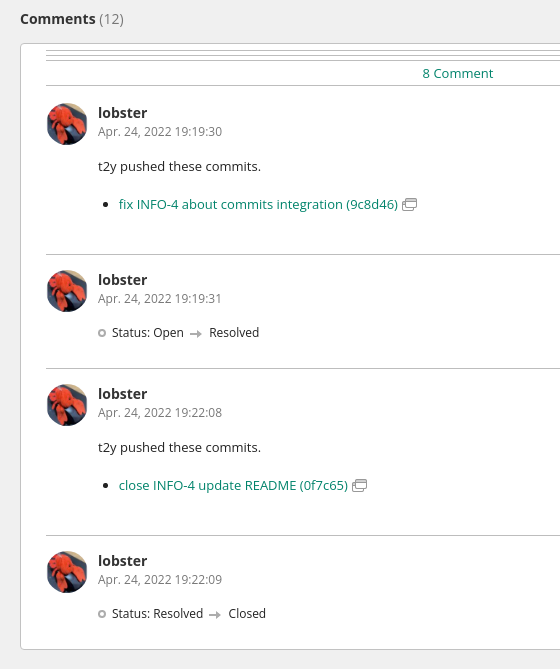 Comments (12)
8 Comment
lobster
Apr. 24, 2022 19:19:30
t2y pushed these commits.
fix INFO-4 about commits integration (9c8d46)
lobster
Apr. 24, 2022 19:19:31
Status: Open → Resolved
lobster
Apr. 24, 2022 19:22:08
t2y pushed these commits.
close INFO-4 update README (0f7c65)
lobster
Apr. 24, 2022 19:22:09
Status: Resolved → Closed